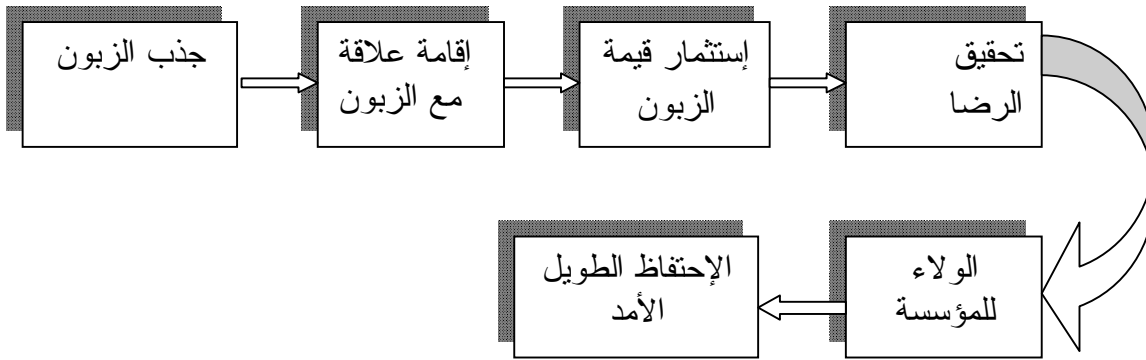 جذب الزبون
إقامة علاقة
مع الزبون
إستثمار قيمة
الزبون
تحقيق
الرضا
الولاء
للمؤسسة
الإحتفاظ الطويل
الأمد